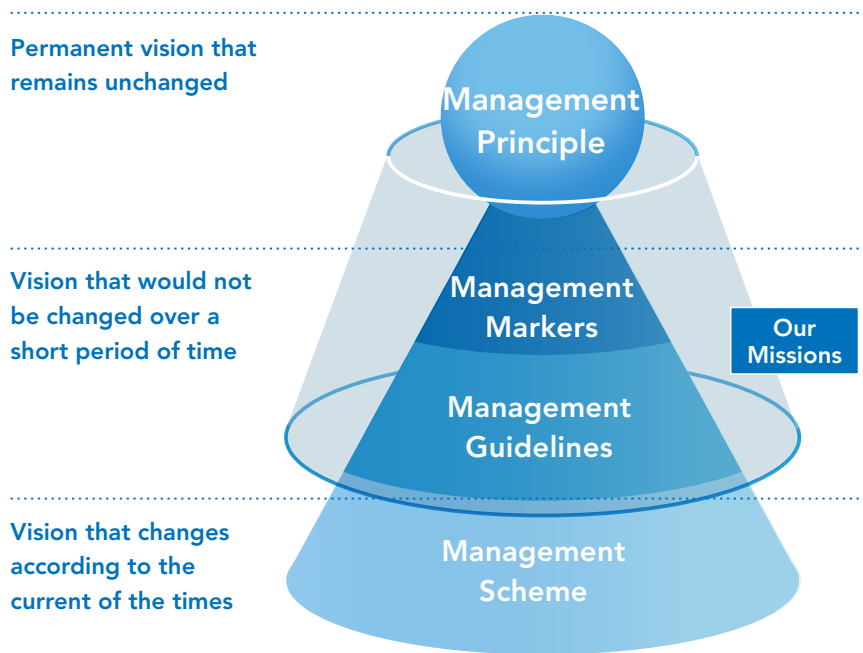 Permanent vision that
remains unchanged
Management
Principle
Vision that would not
be changed over a
short period of time
Management
Markers
Our
Missions
Management
Guidelines
Vision that changes
according to the
current of the times
Management
Scheme